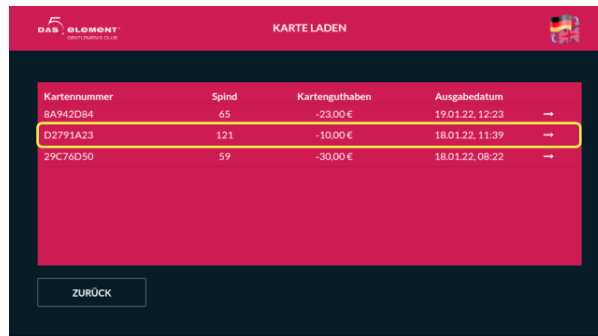 DAS 5 ELEMENT
GENTLEMEN'S CLUB
KARTE LADEN
Kartennummer Spind Kartenguthaben Ausgabedatum
8A942D84 65 -23,00 € 19.01.22, 12:23 →
D2791A23 121 -10,00 € 18.01.22, 11:39 →
29C76D50 59 -30,00 € 18.01.22, 08:22 →
ZURÜCK